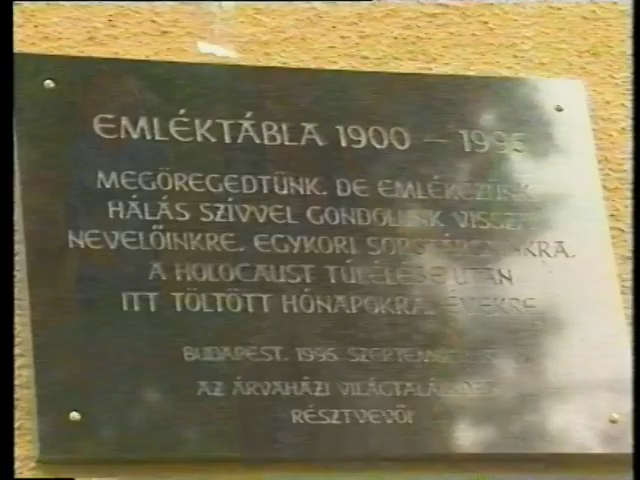 EMLÉKTÁBLA 1900 – 1995
MEGÖREGEDTÜNK. DE EMLÉKEZÜNK
HÁLÁS SZÍVVEL GONDOLUNK VISSZA
NEVELŐINKRE. EGYKORI SORSTÁRSAINKRA.
A HOLOCAUST TÚLÉLÉSE UTÁN
ITT TÖLTÖTT HÓNAPOKRA, ÉVEKRE
BUDAPEST. 1995. SZEPTEMBER
AZ ÁRVAHÁZI VILÁGTALÁLKOZÓ
RÉSZTVEVŐI